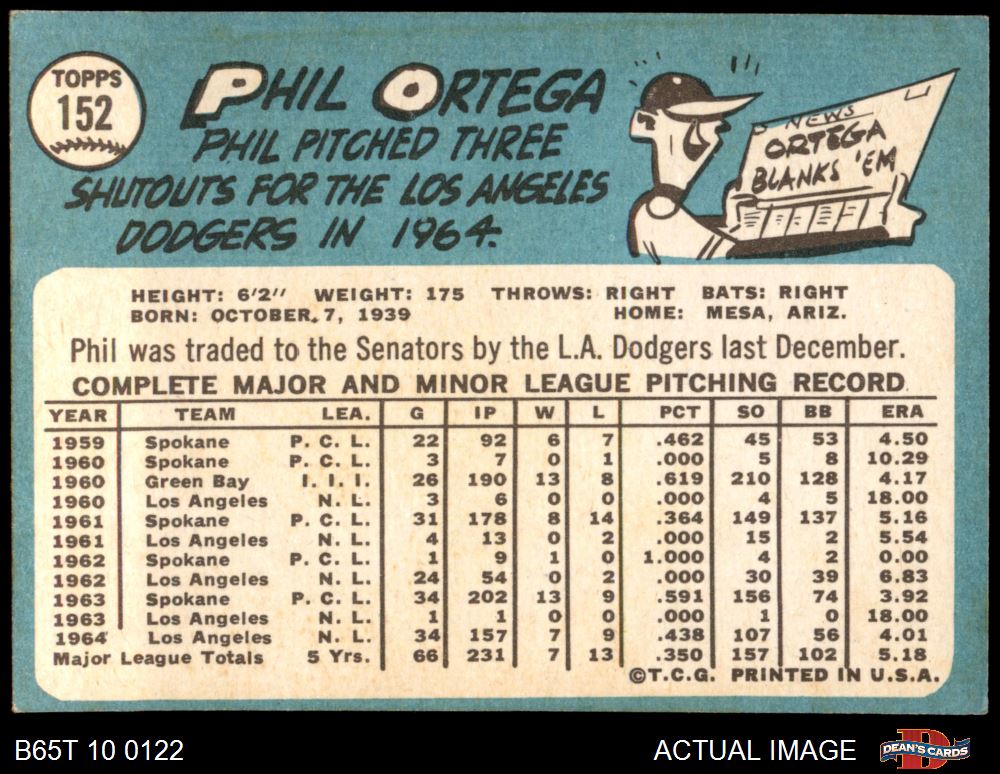 TOPPS
152
PHIL ORTEGA
PHIL PITCHED THREE
SHUTOUTS FOR THE LOS ANGELES
DODGERS IN 1964.
NEWS
ORTEGA
BLANKS 'EM
HEIGHT: 6'2" WEIGHT: 175 THROWS: RIGHT BATS: RIGHT
BORN: OCTOBER 7, 1939 HOME: MESA, ARIZ.
Phil was traded to the Senators by the L.A. Dodgers last December.
COMPLETE MAJOR AND MINOR LEAGUE PITCHING RECORD
YEAR TEAM LEA. G IP W L PCT SO BB ERA
1959 Spokane P. C. L. 22 92 6 7 .462 45 53 4.50
1960 Spokane P. C. L. 3 7 0 1 .000 5 8 10.29
1960 Green Bay I. I. I. 26 190 13 8 .619 210 128 4.17
1960 Los Angeles N. L. 3 6 0 0 .000 4 5 18.00
1961 Spokane P. C. L. 31 178 8 14 .364 149 137 5.16
1961 Los Angeles N. L. 4 13 0 2 .000 15 2 5.54
1962 Spokane P. C. L. 1 9 1 0 1.000 4 2 0.00
1962 Los Angeles N. L. 24 54 0 2 .000 30 39 6.83
1963 Spokane P. C. L. 34 202 13 9 .591 156 74 3.92
1963 Los Angeles N. L. 1 1 0 0 .000 1 0 18.00
1964 Los Angeles N. L. 34 157 7 9 .438 107 56 4.01
Major League Totals 5 Yrs. 66 231 7 13 .350 157 102 5.18
©T.C.G. PRINTED IN U.S.A.
B65T 10 0122 ACTUAL IMAGE DEAN'S CARDS